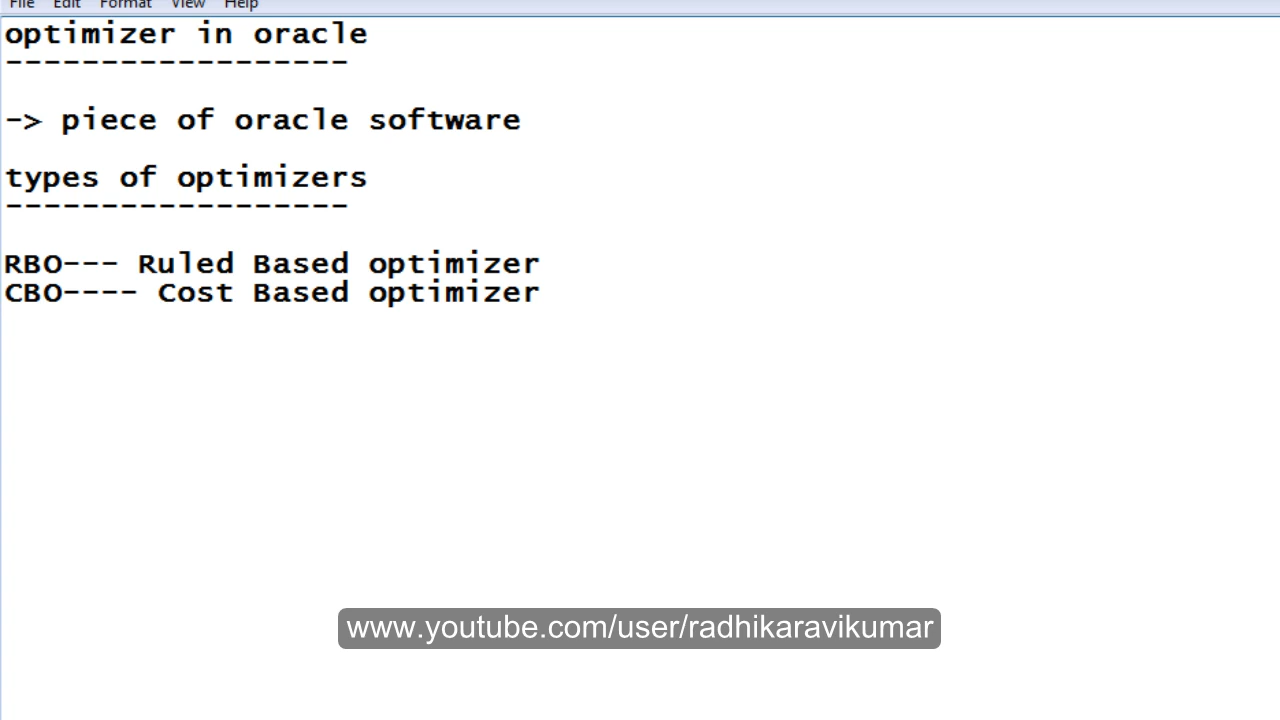 File Edit Format View Help
optimizer in oracle
------------------
-> piece of oracle software
types of optimizers
------------------
RBO--- Ruled Based optimizer
CBO---- Cost Based optimizer
www.youtube.com/user/radhikaravikumar